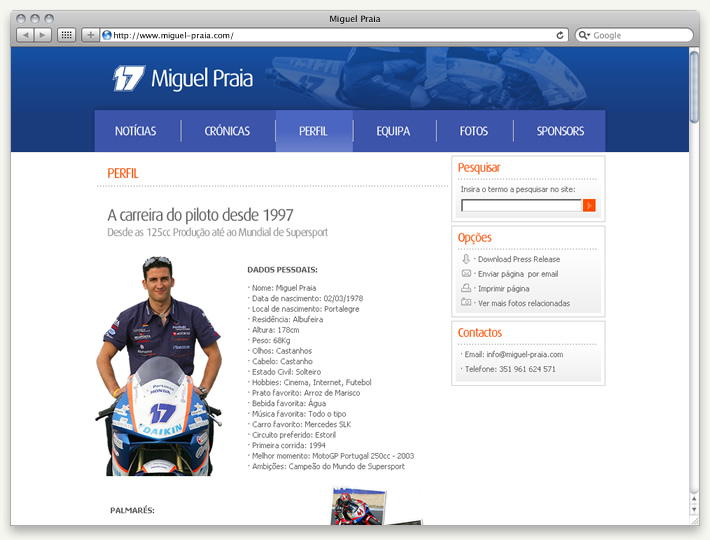 Miguel Praia
http://www.miguel-praia.com/
Google
17 Miguel Praia
NOTÍCIAS
CRÓNICAS
PERFIL
EQUIPA
FOTOS
SPONSORS
PERFIL
A carreira do piloto desde 1997
Desde as 125cc Produção até ao Mundial de Supersport
DADOS PESSOAIS:
· Nome: Miguel Praia
· Data de nascimento: 02/03/1978
· Local de nascimento: Portalegre
· Residência: Albufeira
· Altura: 178cm
· Peso: 68Kg
· Olhos: Castanhos
· Cabelo: Castanho
· Estado Civil: Solteiro
· Hobbies: Cinema, Internet, Futebol
· Prato favorito: Arroz de Marisco
· Bebida favorita: Água
· Música favorita: Todo o tipo
· Carro favorito: Mercedes SLK
· Circuito preferido: Estoril
· Primeira corrida: 1994
· Melhor momento: MotoGP Portugal 250cc - 2003
· Ambições: Campeão do Mundo de Supersport
HONDA
17
DAIKIN
PALMARÉS:
Pesquisar
Insira o termo a pesquisar no site:
Opções
· Download Press Release
· Enviar página por email
· Imprimir página
· Ver mais fotos relacionadas
Contactos
· Email: info@miguel-praia.com
· Telefone: 351 961 624 571